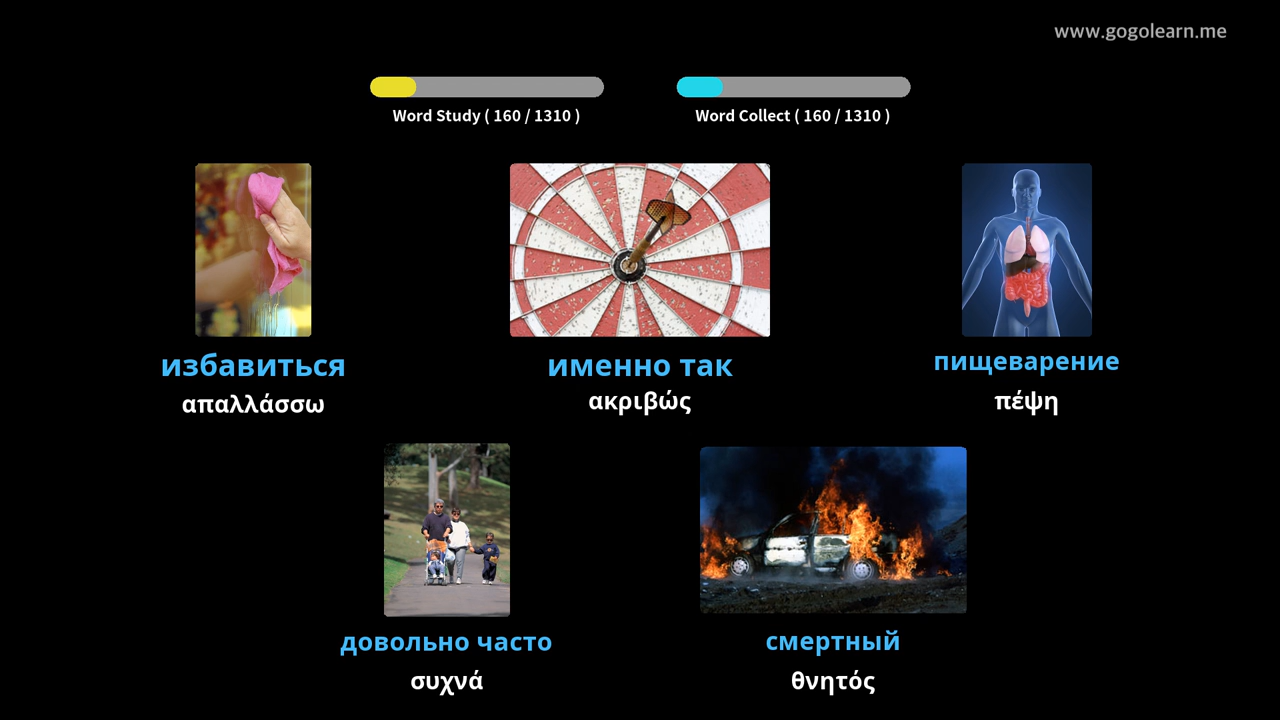 www.gogolearn.me
Word Study ( 160 / 1310 )
Word Collect ( 160 / 1310 )
избавиться
απαλλάσσω
именно так
ακριβώς
пищеварение
πέψη
довольно часто
συχνά
смертный
θνητός